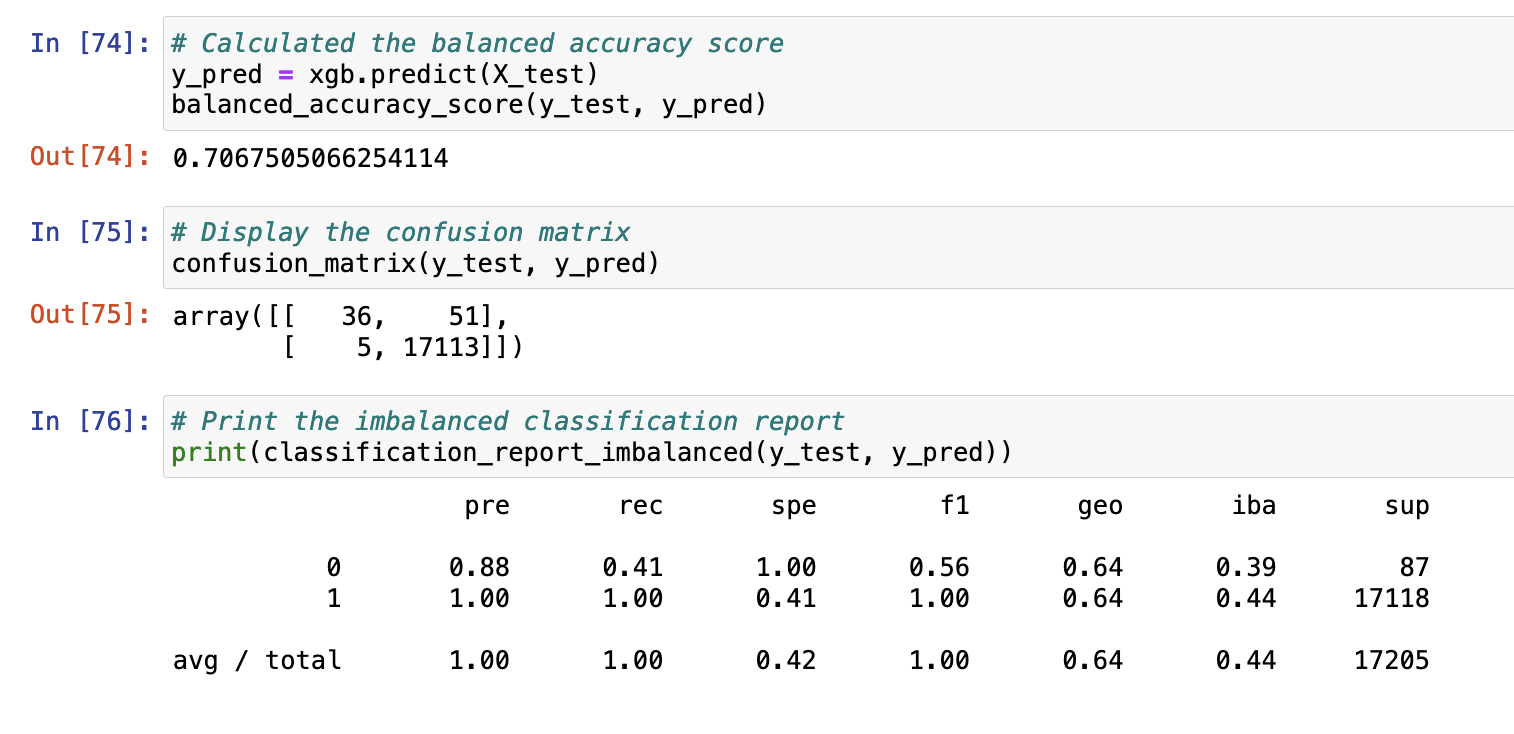 In [74]: # Calculated the balanced accuracy score
y_pred = xgb.predict(X_test)
balanced_accuracy_score(y_test, y_pred)
Out[74]: 0.7067505066254114
In [75]: # Display the confusion matrix
confusion_matrix(y_test, y_pred)
Out[75]: array([[   36,    51],
       [    5, 17113]])
In [76]: # Print the imbalanced classification report
print(classification_report_imbalanced(y_test, y_pred))
                   pre       rec       spe        f1       geo       iba       sup
          0       0.88      0.41      1.00      0.56      0.64      0.39        87
          1       1.00      1.00      0.41      1.00      0.64      0.44     17118
avg / total       1.00      1.00      0.42      1.00      0.64      0.44     17205